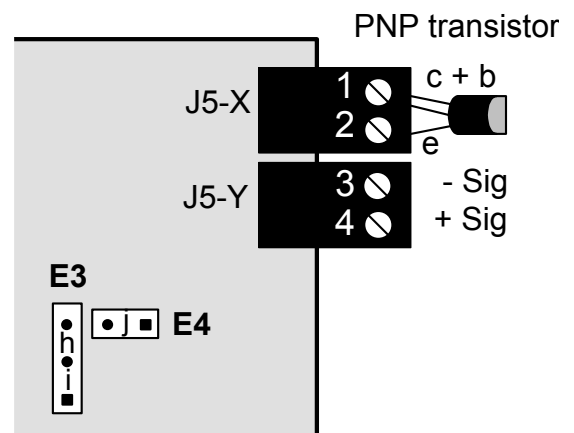 PNP transistor
J5-X
1
c + b
2
e
J5-Y
3
- Sig
4
+ Sig
E3
h
i
j
E4